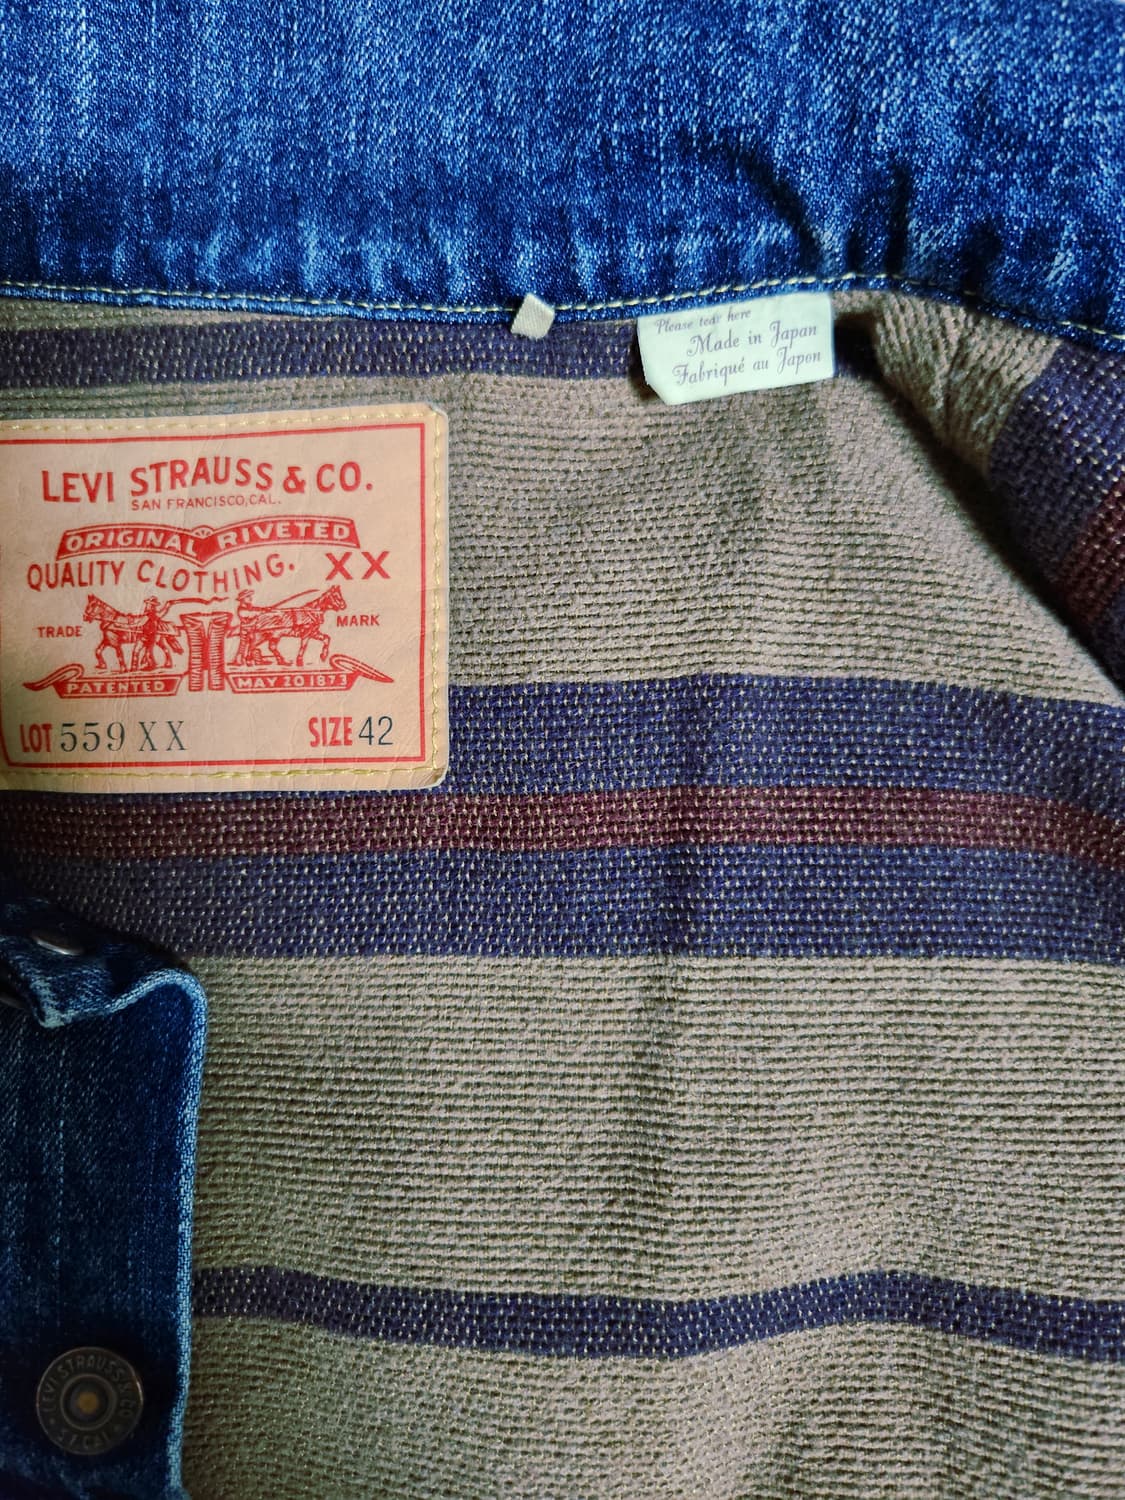 Please tear here
Made in Japan
Fabriqué au Japon
LEVI STRAUSS & CO.
SAN FRANCISCO, CAL.
ORIGINAL RIVETED
QUALITY CLOTHING. XX
TRADE MARK
PATENTED MAY 20 1873
LOT 559 XX SIZE 42
LEVI STRAUSS & CO
S.F. CAL